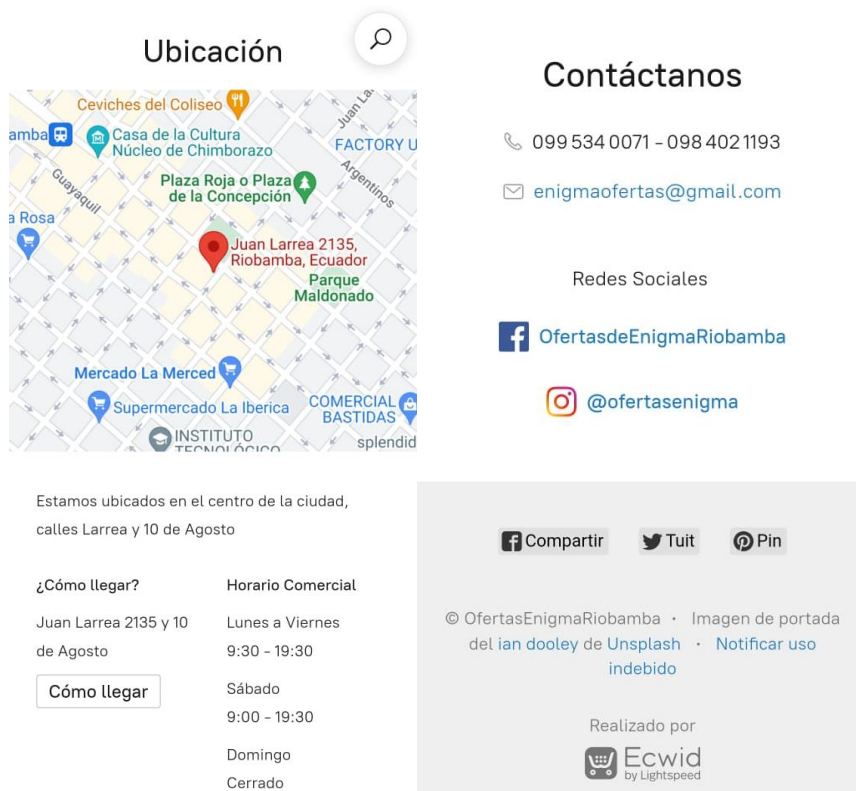 Ubicación
Ceviches del Coliseo
amba
Casa de la Cultura
Núcleo de Chimborazo
Juan La
FACTORY U
Guayaquil
Plaza Roja o Plaza
de la Concepción
Argentinos
a Rosa
Juan Larrea 2135,
Riobamba, Ecuador
Parque
Maldonado
Mercado La Merced
Supermercado La Iberica
COMERCIAL
BASTIDAS
INSTITUTO
TECNOLÓGICO
splendid
Estamos ubicados en el centro de la ciudad,
calles Larrea y 10 de Agosto
¿Cómo llegar?
Juan Larrea 2135 y 10
de Agosto
Cómo llegar
Horario Comercial
Lunes a Viernes
9:30 - 19:30
Sábado
9:00 - 19:30
Domingo
Cerrado
Contáctanos
099 534 0071 - 098 402 1193
enigmaofertas@gmail.com
Redes Sociales
OfertasdeEnigmaRiobamba
@ofertasenigma
Compartir
Tuit
Pin
© OfertasEnigmaRiobamba · Imagen de portada
del ian dooley de Unsplash · Notificar uso
indebido
Realizado por
Ecwid
by Lightspeed